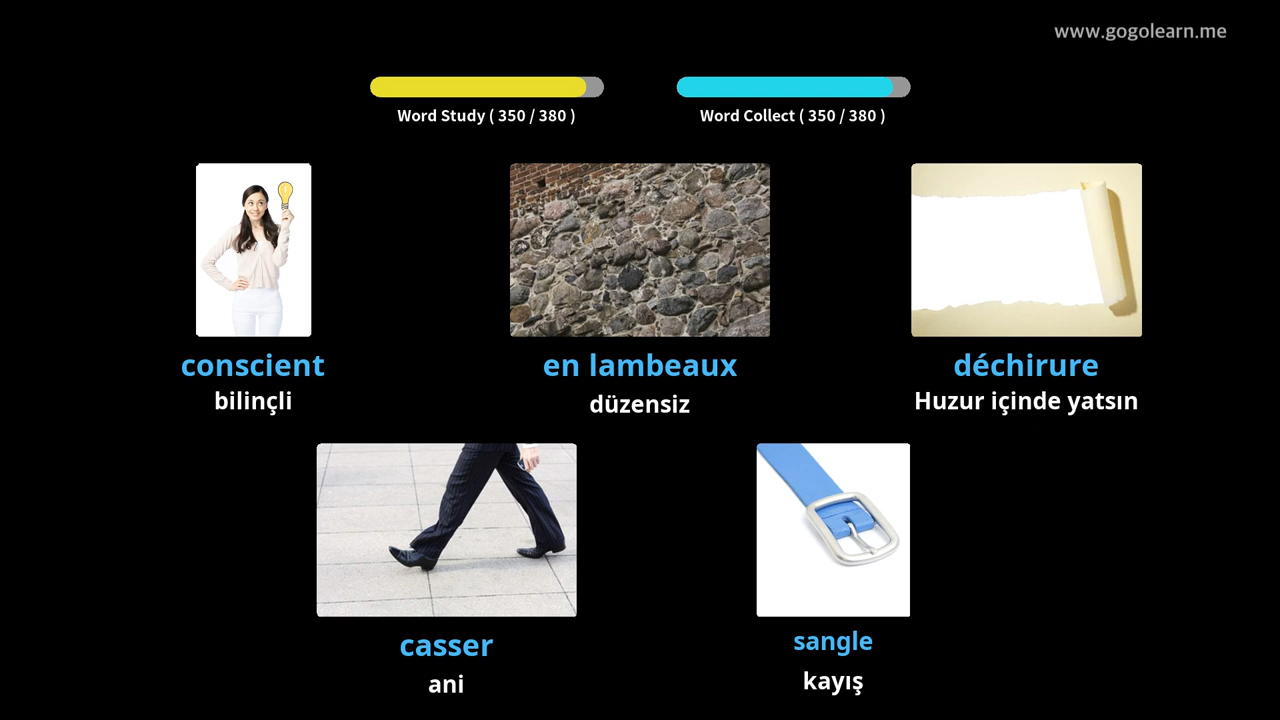 www.gogolearn.me
Word Study ( 350 / 380 )
Word Collect ( 350 / 380 )
conscient
bilinçli
en lambeaux
düzensiz
déchirure
Huzur içinde yatsın
casser
ani
sangle
kayış